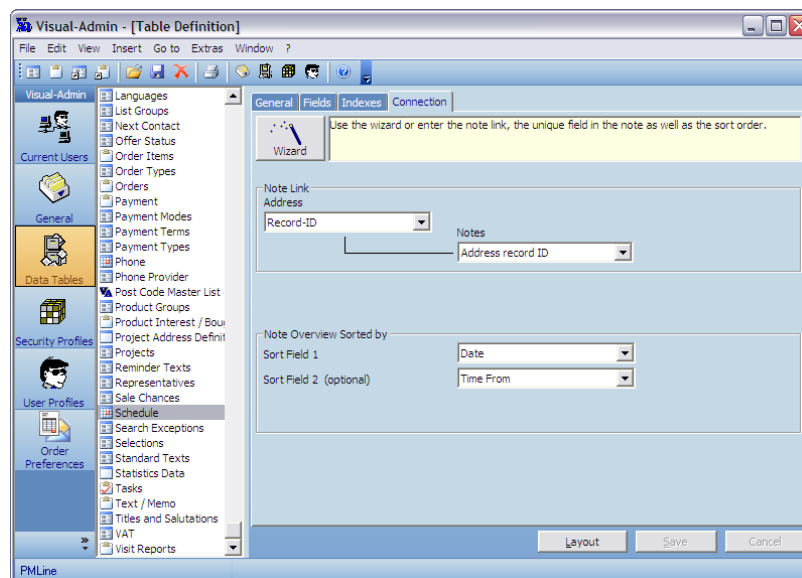 Visual-Admin - [Table Definition]
File Edit View Insert Go to Extras Window ?
Visual-Admin
Current Users
General
Data Tables
Security Profiles
User Profiles
Order
Preferences
Languages
List Groups
Next Contact
Offer Status
Order Items
Order Types
Orders
Payment
Payment Modes
Payment Terms
Payment Types
Phone
Phone Provider
Post Code Master List
Product Groups
Product Interest / Bou
Project Address Definit
Projects
Reminder Texts
Representatives
Sale Chances
Schedule
Search Exceptions
Selections
Standard Texts
Statistics Data
Tasks
Text / Memo
Titles and Salutations
VAT
Visit Reports
General Fields Indexes Connection
Wizard
Use the wizard or enter the note link, the unique field in the note as well as the sort order.
Note Link
Address
Record-ID
Notes
Address record ID
Note Overview Sorted by
Sort Field 1 Date
Sort Field 2 (optional) Time From
Layout Save Cancel
PMLine